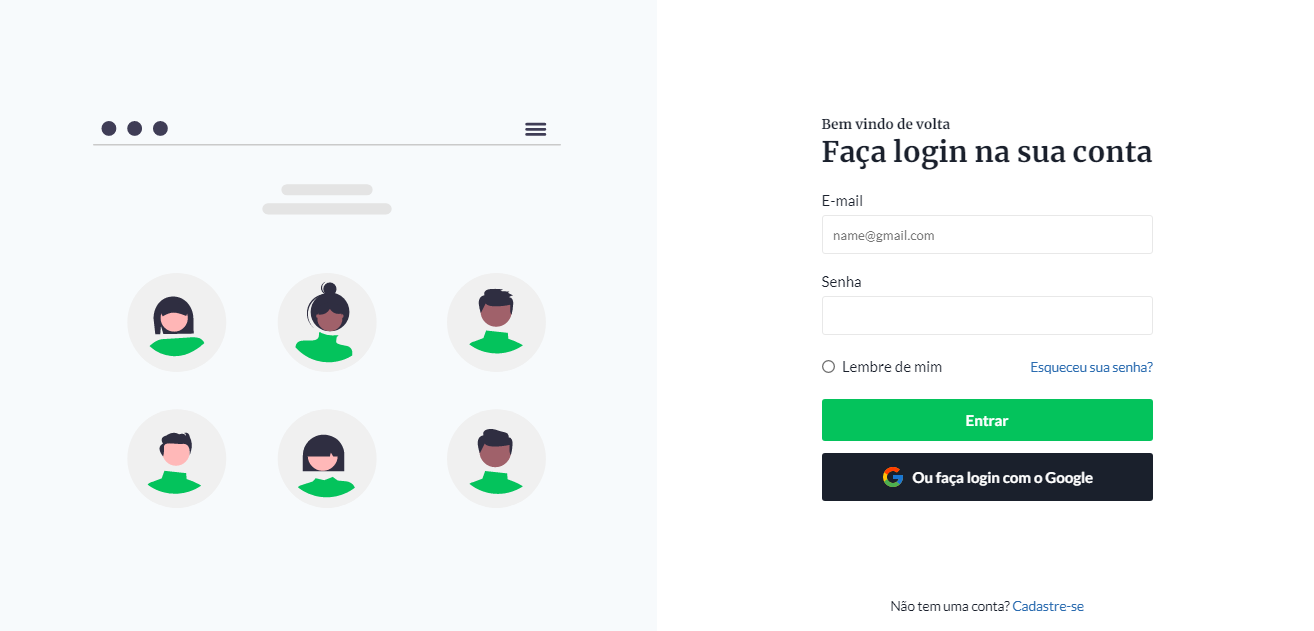 Bem vindo de volta
Faça login na sua conta
E-mail
name@gmail.com
Senha
Lembre de mim Esqueceu sua senha?
Entrar
Ou faça login com o Google
Não tem uma conta? Cadastre-se